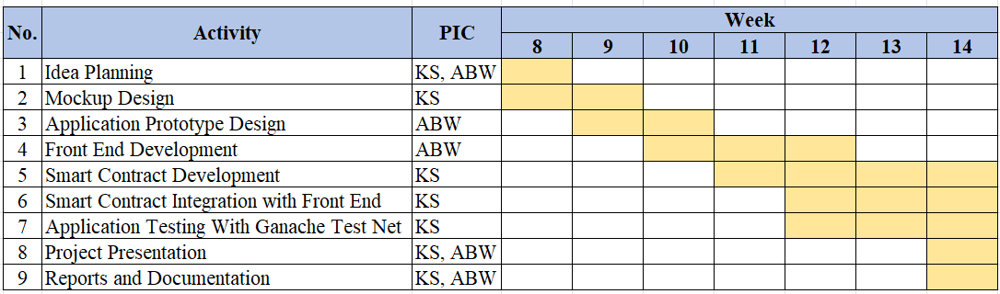 No. Activity PIC Week
8 9 10 11 12 13 14
1 Idea Planning KS, ABW
2 Mockup Design KS
3 Application Prototype Design ABW
4 Front End Development ABW
5 Smart Contract Development KS
6 Smart Contract Integration with Front End KS
7 Application Testing With Ganache Test Net KS
8 Project Presentation KS, ABW
9 Reports and Documentation KS, ABW